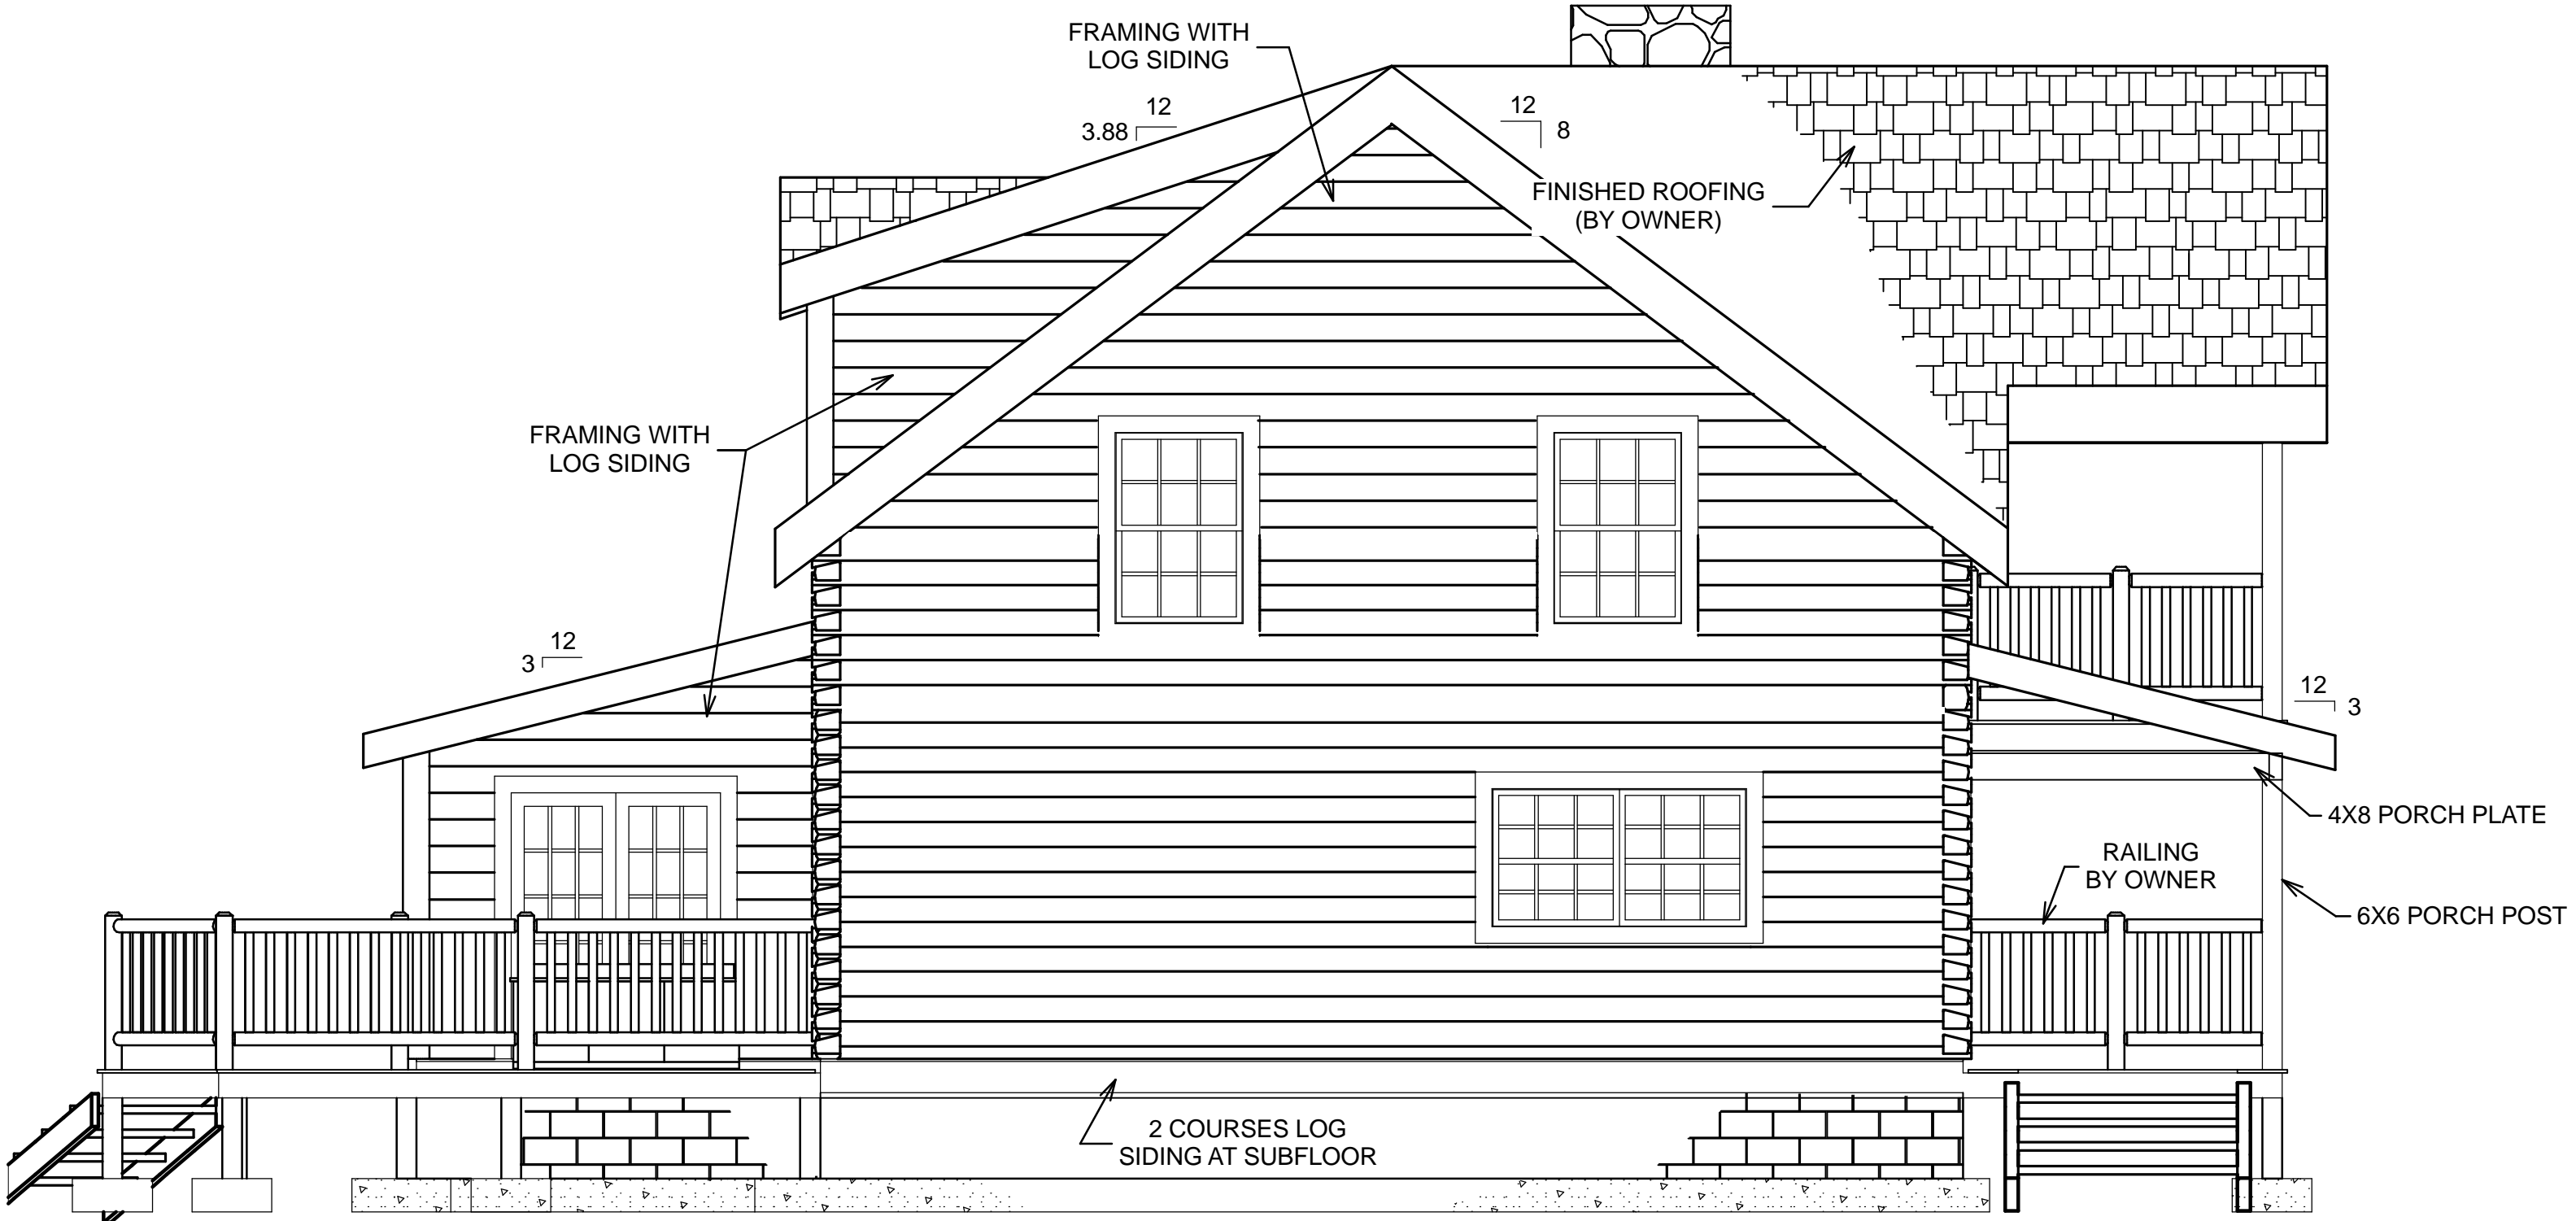 FRAMING WITH
LOG SIDING
12
3.88
12
8
FINISHED ROOFING
(BY OWNER)
FRAMING WITH
LOG SIDING
12
3
12
3
4X8 PORCH PLATE
RAILING
BY OWNER
6X6 PORCH POST
2 COURSES LOG
SIDING AT SUBFLOOR